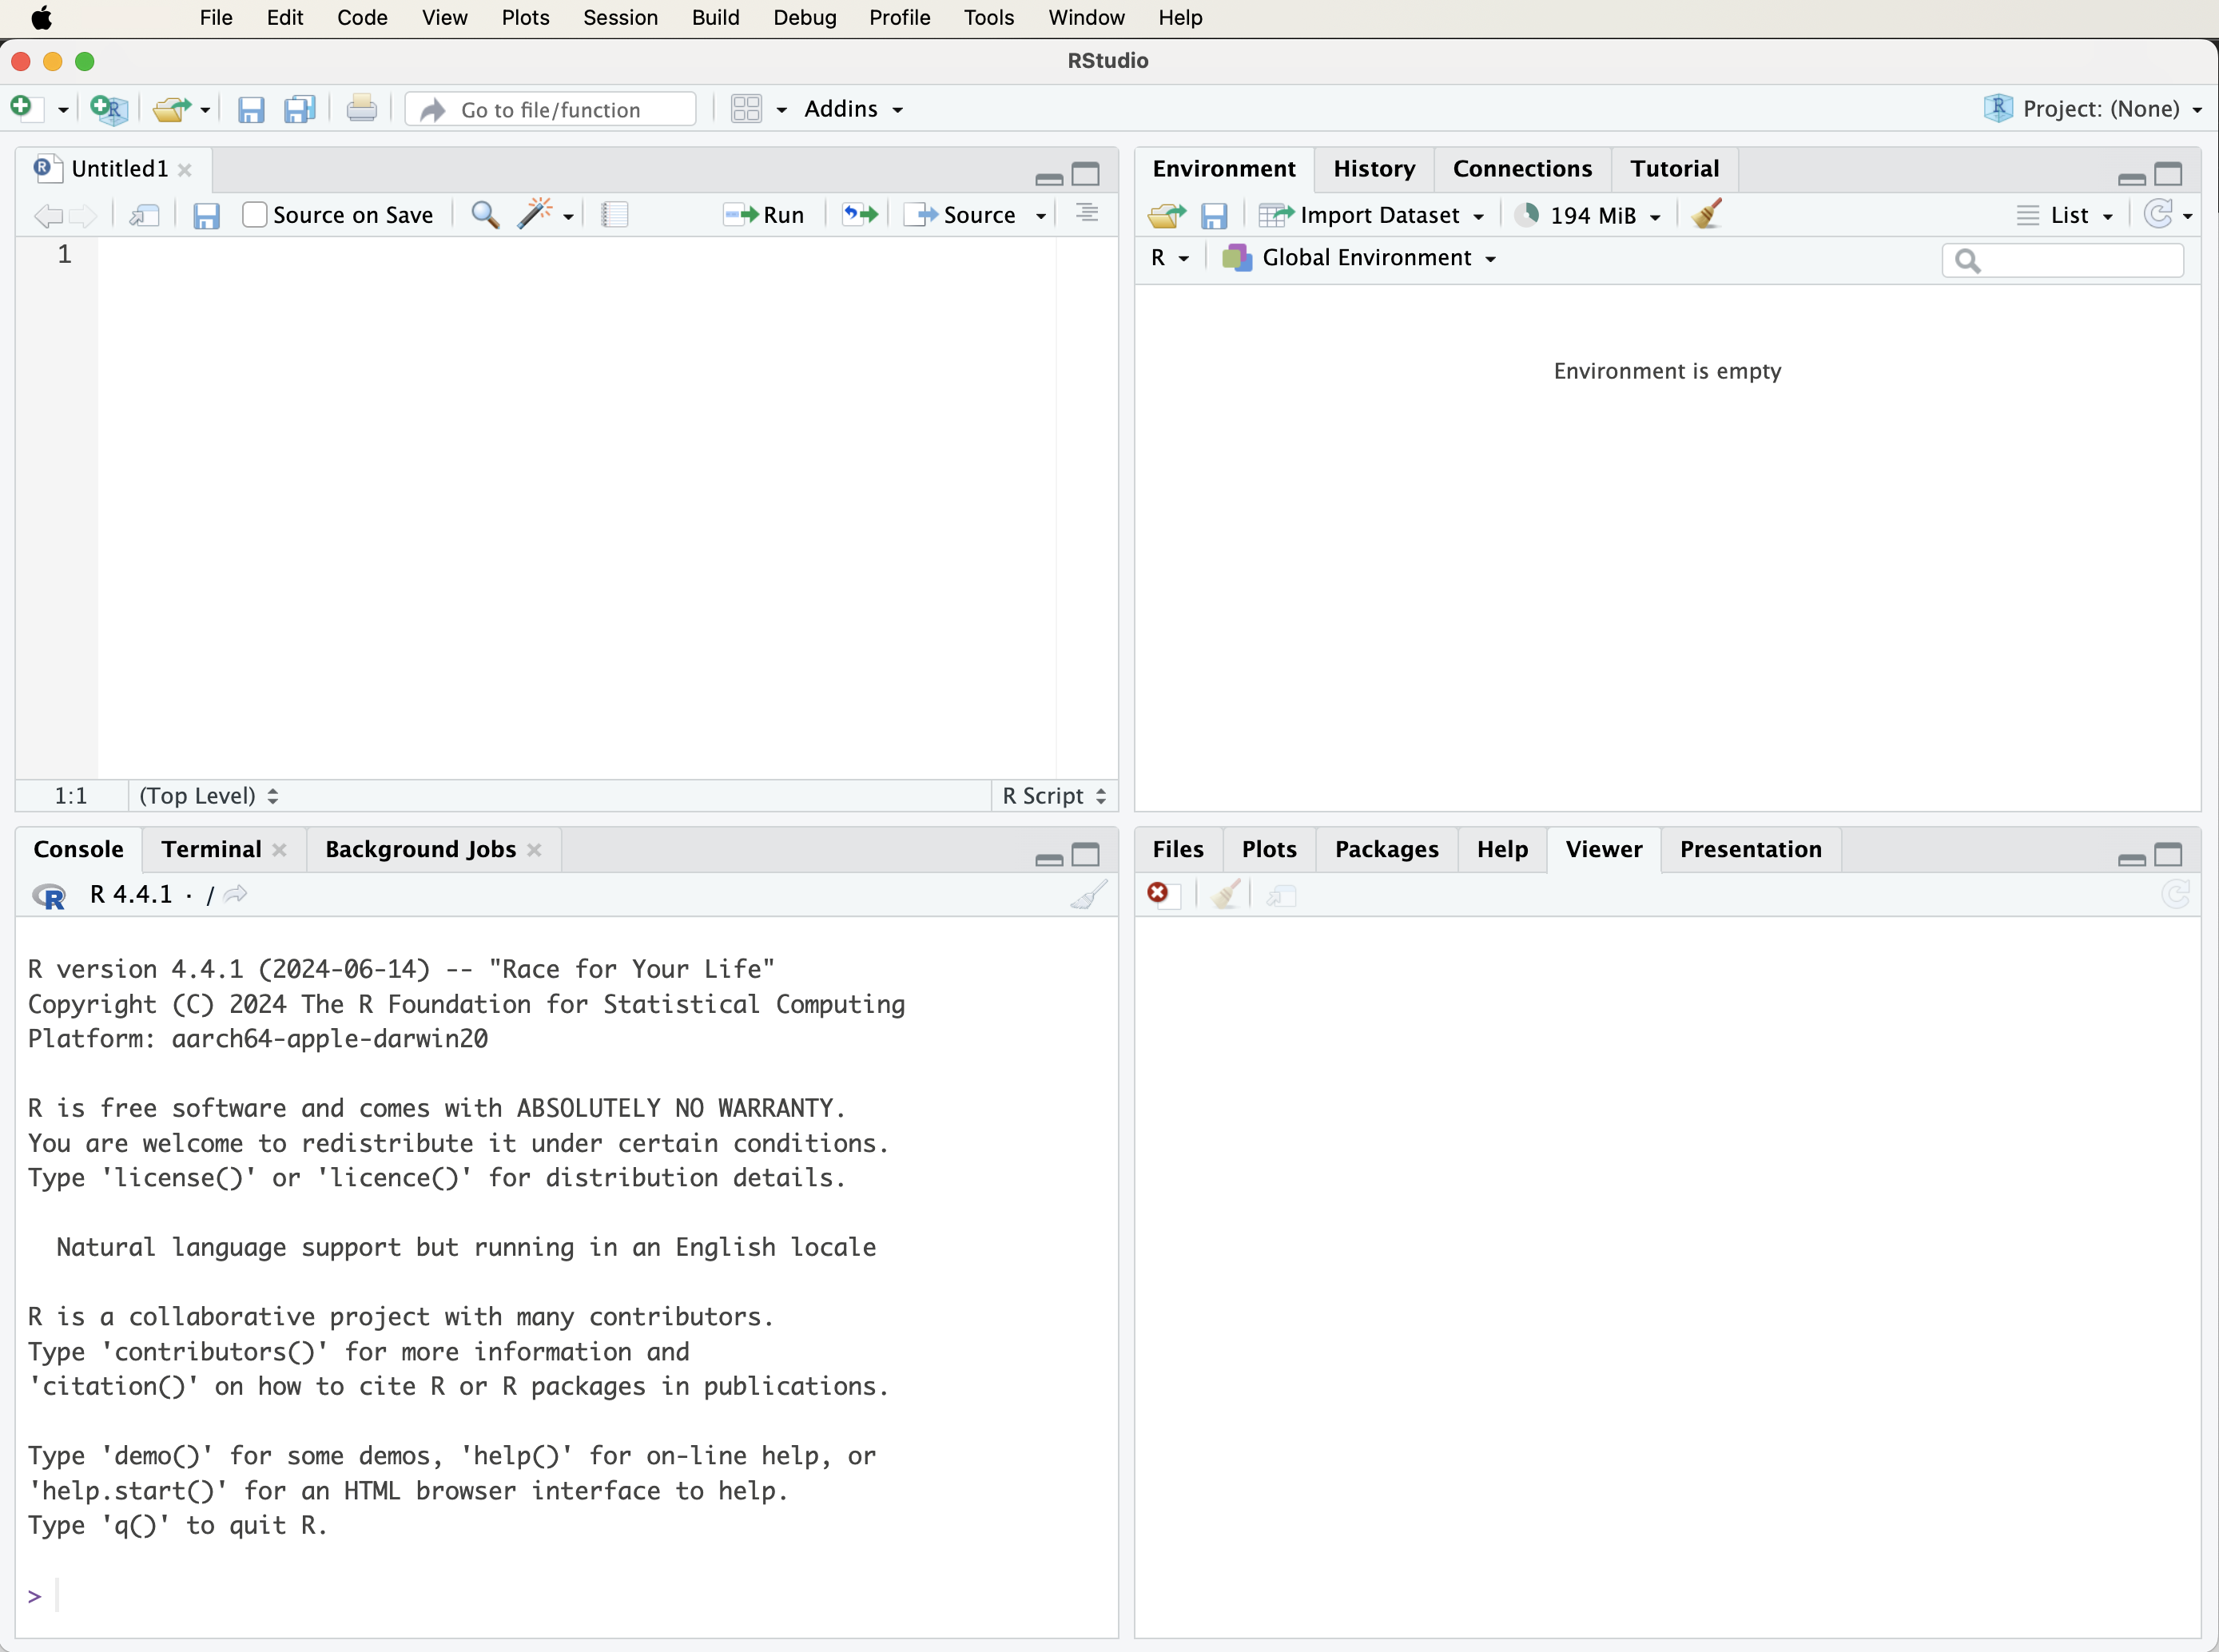 File Edit Code View Plots Session Build Debug Profile Tools Window Help
RStudio
Go to file/function Addins Project: (None)
Untitled1
Source on Save Run Source
1
1:1 (Top Level) R Script
Environment History Connections Tutorial
Import Dataset 194 MiB List
R Global Environment
Environment is empty
Console Terminal Background Jobs
R R 4.4.1 · /
R version 4.4.1 (2024-06-14) -- "Race for Your Life"
Copyright (C) 2024 The R Foundation for Statistical Computing
Platform: aarch64-apple-darwin20
R is free software and comes with ABSOLUTELY NO WARRANTY.
You are welcome to redistribute it under certain conditions.
Type 'license()' or 'licence()' for distribution details.
Natural language support but running in an English locale
R is a collaborative project with many contributors.
Type 'contributors()' for more information and
'citation()' on how to cite R or R packages in publications.
Type 'demo()' for some demos, 'help()' for on-line help, or
'help.start()' for an HTML browser interface to help.
Type 'q()' to quit R.
>
Files Plots Packages Help Viewer Presentation